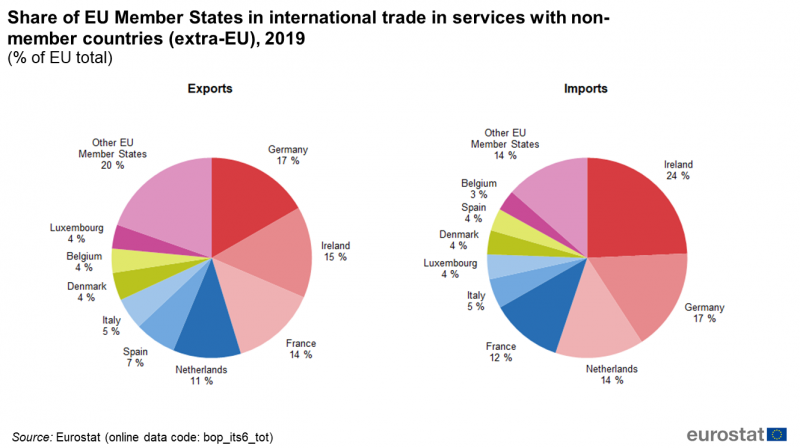 Share of EU Member States in international trade in services with non-
member countries (extra-EU), 2019
(% of EU total)
Exports
Germany
17 %
Ireland
15 %
France
14 %
Netherlands
11 %
Spain
7 %
Italy
5 %
Denmark
4 %
Belgium
4 %
Luxembourg
4 %
Other EU
Member States
20 %
Imports
Ireland
24 %
Germany
17 %
Netherlands
14 %
France
12 %
Italy
5 %
Luxembourg
4 %
Denmark
4 %
Spain
4 %
Belgium
3 %
Other EU
Member States
14 %
Source: Eurostat (online data code: bop_its6_tot)
eurostat